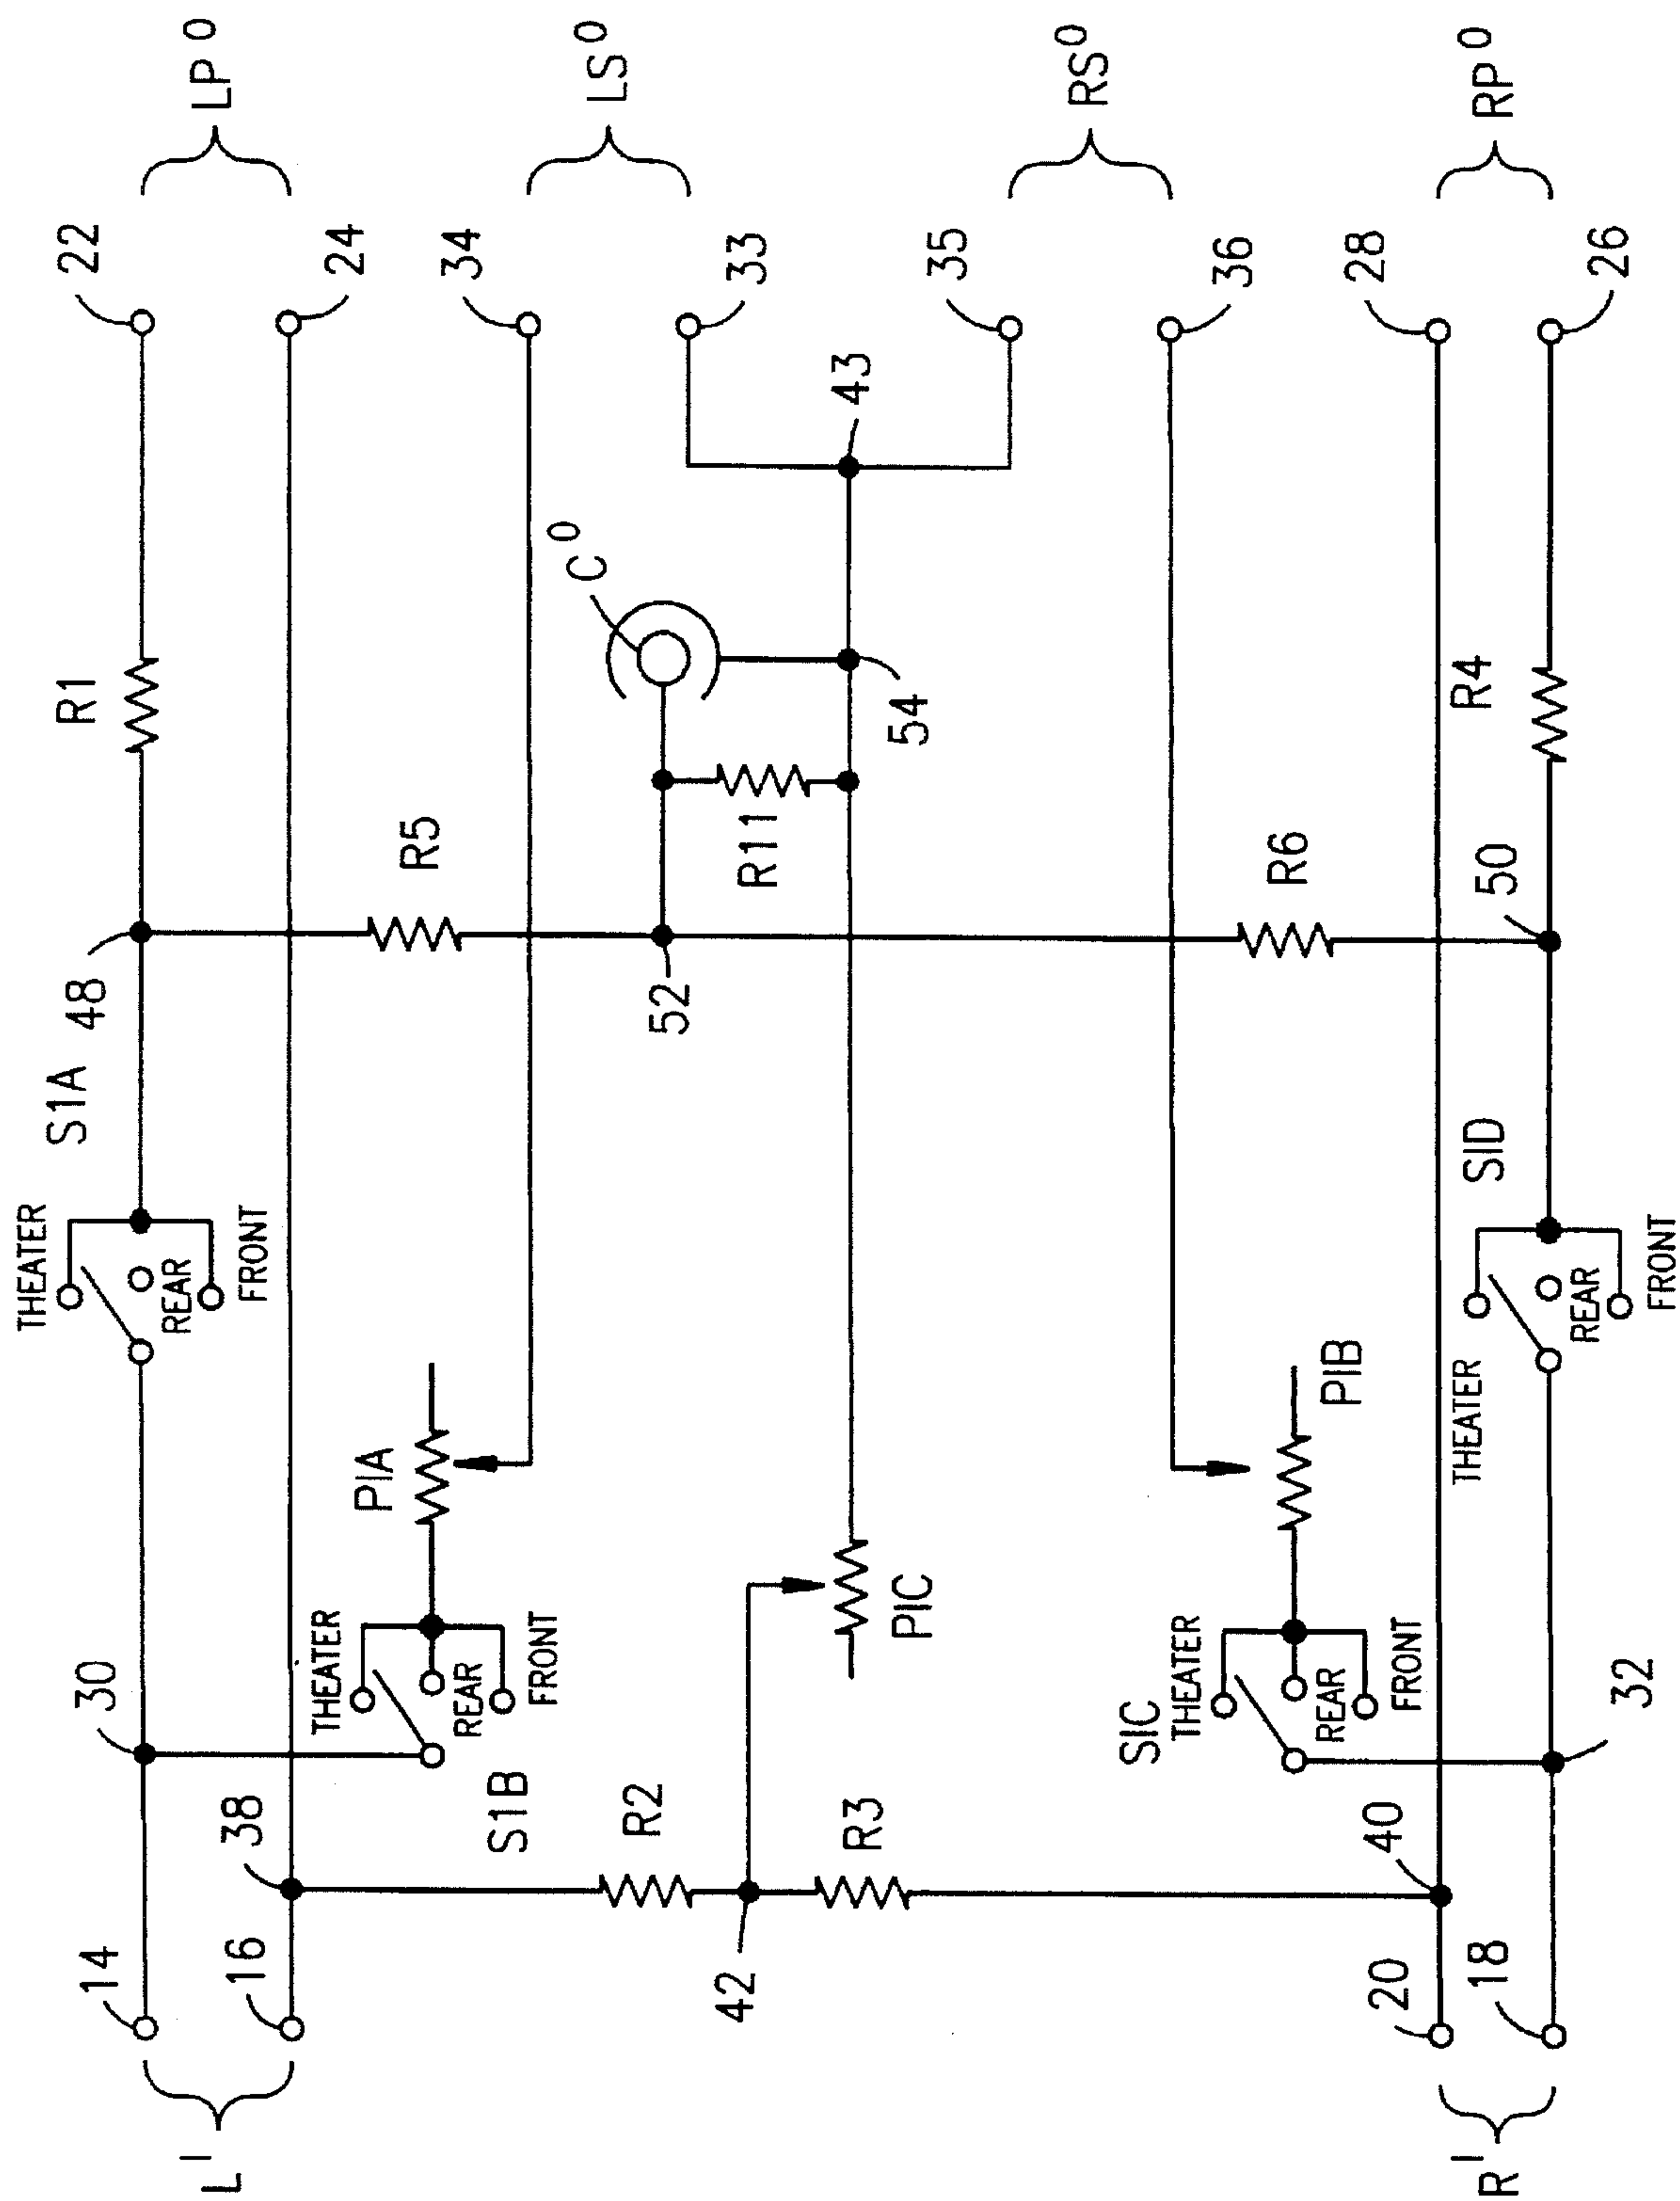 LP⁰
LS⁰
RS⁰
RP⁰
22
24
34
33
35
36
28
26
43
C⁰
54
R1
R4
R5
R11
R6
50
48
52
S1A
SID
THEATER
REAR
FRONT
THEATER
REAR
FRONT
PIA
PIB
PIC
30
THEATER
REAR
FRONT
SIC
THEATER
REAR
FRONT
32
38
S1B
R2
R3
40
14
16
42
20
18
Lᴵ
Rᴵ